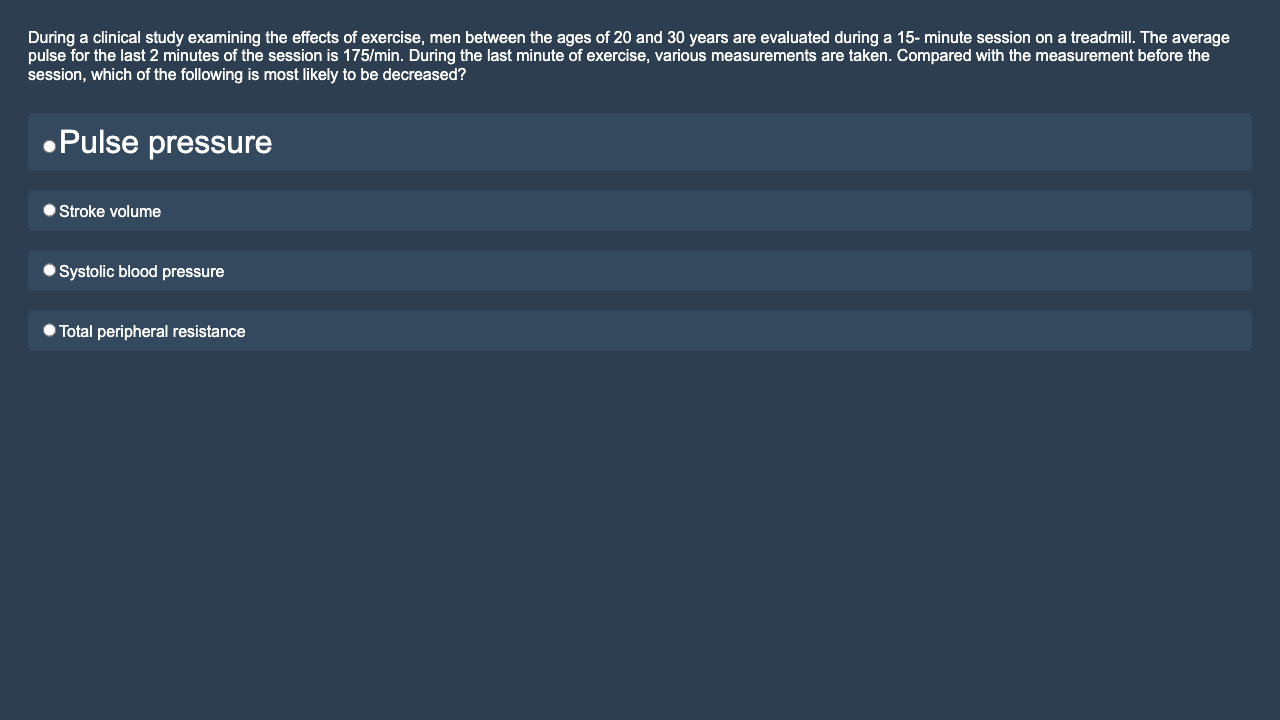 During a clinical study examining the effects of exercise, men between the ages of 20 and 30 years are evaluated during a 15- minute session on a treadmill. The average
pulse for the last 2 minutes of the session is 175/min. During the last minute of exercise, various measurements are taken. Compared with the measurement before the
session, which of the following is most likely to be decreased?
Pulse pressure
Stroke volume
Systolic blood pressure
Total peripheral resistance